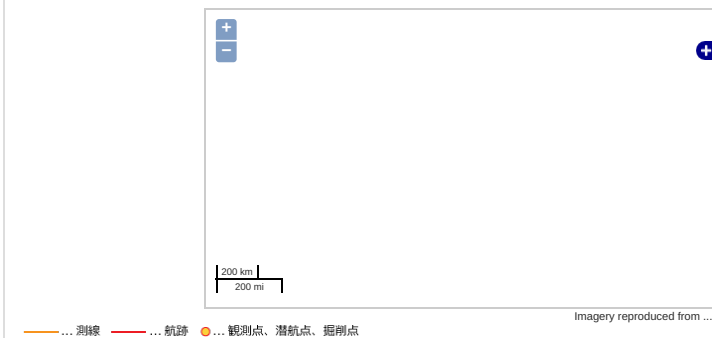 +
−
+
200 km
200 mi
Imagery reproduced from ...
... 測線 ... 航跡 ... 観測点、潜航点、掘削点